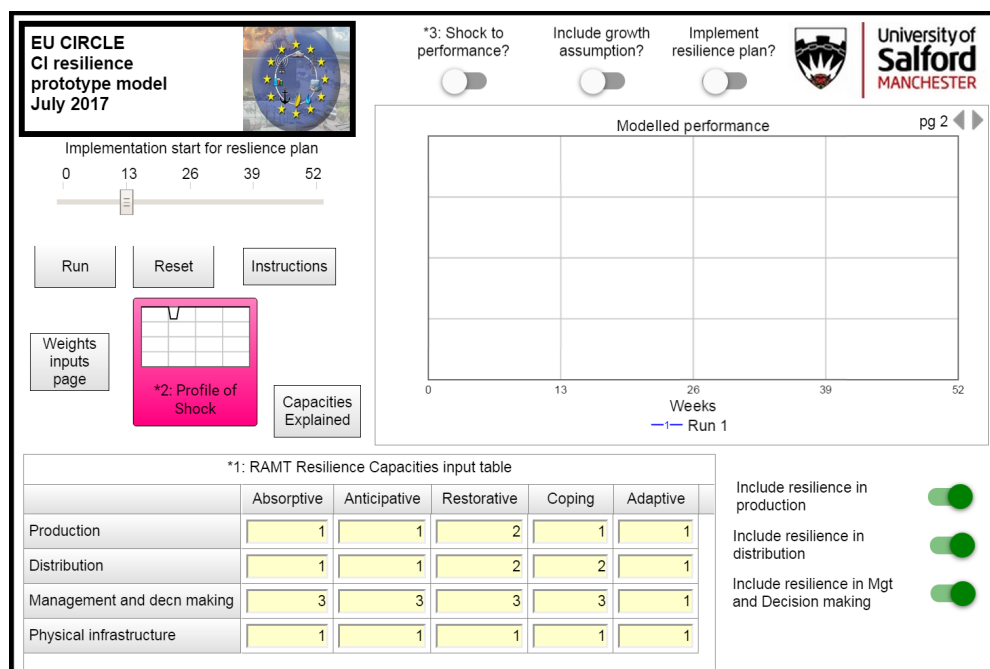 EU CIRCLE
CI resilience
prototype model
July 2017
*3: Shock to
performance?
Include growth
assumption?
Implement
resilience plan?
University of
Salford
MANCHESTER
Implementation start for reslience plan
0 13 26 39 52
Run
Reset
Instructions
Weights
inputs
page
*2: Profile of
Shock
Capacities
Explained
Modelled performance
pg 2
0 13 26 39 52
Weeks
1 Run 1
*1: RAMT Resilience Capacities input table
Absorptive Anticipative Restorative Coping Adaptive
Production 1 1 2 1 1
Distribution 1 1 2 2 1
Management and decn making 3 3 3 3 1
Physical infrastructure 1 1 1 1 1
Include resilience in
production
Include resilience in
distribution
Include resilience in Mgt
and Decision making